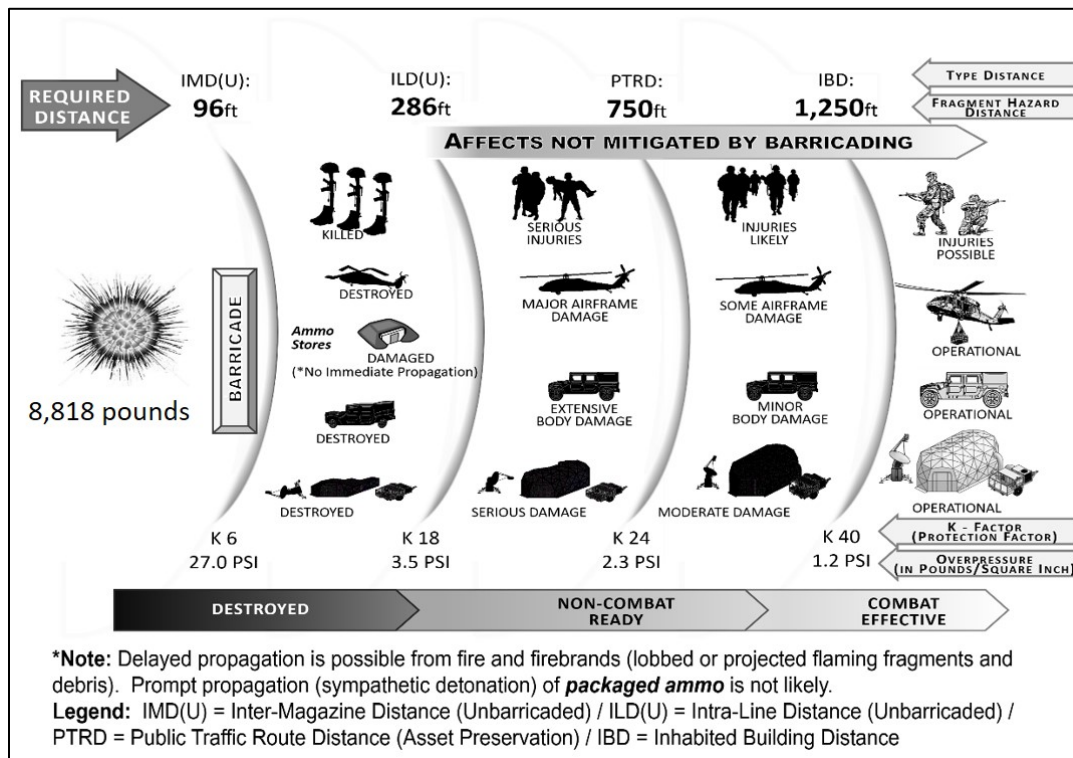 REQUIRED
DISTANCE
IMD(U):
96ft
ILD(U):
286ft
PTRD:
750ft
IBD:
1,250ft
TYPE DISTANCE
FRAGMENT HAZARD
DISTANCE
AFFECTS NOT MITIGATED BY BARRICADING
KILLED
SERIOUS
INJURIES
INJURIES
LIKELY
INJURIES
POSSIBLE
DESTROYED
MAJOR AIRFRAME
DAMAGE
SOME AIRFRAME
DAMAGE
OPERATIONAL
BARRICADE
8,818 pounds
Ammo
Stores
DAMAGED
(*No Immediate Propagation)
DESTROYED
EXTENSIVE
BODY DAMAGE
MINOR
BODY DAMAGE
OPERATIONAL
DESTROYED
SERIOUS DAMAGE
MODERATE DAMAGE
OPERATIONAL
K 6
27.0 PSI
K 18
3.5 PSI
K 24
2.3 PSI
K 40
1.2 PSI
K - FACTOR
(PROTECTION FACTOR)
OVERPRESSURE
(IN POUNDS/SQUARE INCH)
DESTROYED
NON-COMBAT
READY
COMBAT
EFFECTIVE
*Note: Delayed propagation is possible from fire and firebrands (lobbed or projected flaming fragments and
debris). Prompt propagation (sympathetic detonation) of packaged ammo is not likely.
Legend: IMD(U) = Inter-Magazine Distance (Unbarricaded) / ILD(U) = Intra-Line Distance (Unbarricaded) /
PTRD = Public Traffic Route Distance (Asset Preservation) / IBD = Inhabited Building Distance